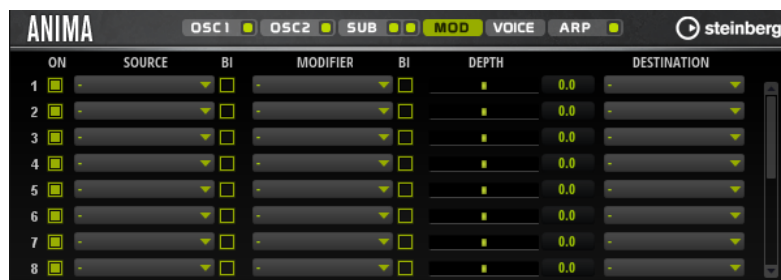 ANIMA OSC1 OSC2 SUB MOD VOICE ARP steinberg
ON SOURCE BI MODIFIER BI DEPTH DESTINATION
1 - - 0.0 -
2 - - 0.0 -
3 - - 0.0 -
4 - - 0.0 -
5 - - 0.0 -
6 - - 0.0 -
7 - - 0.0 -
8 - - 0.0 -